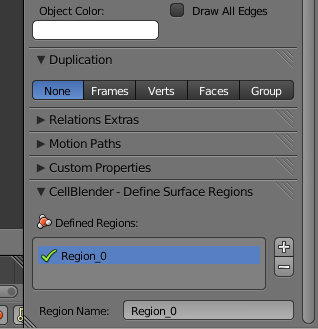 Object Color: Draw All Edges
Duplication
None Frames Verts Faces Group
Relations Extras
Motion Paths
Custom Properties
CellBlender - Define Surface Regions
Defined Regions:
Region_0
Region Name: Region_0